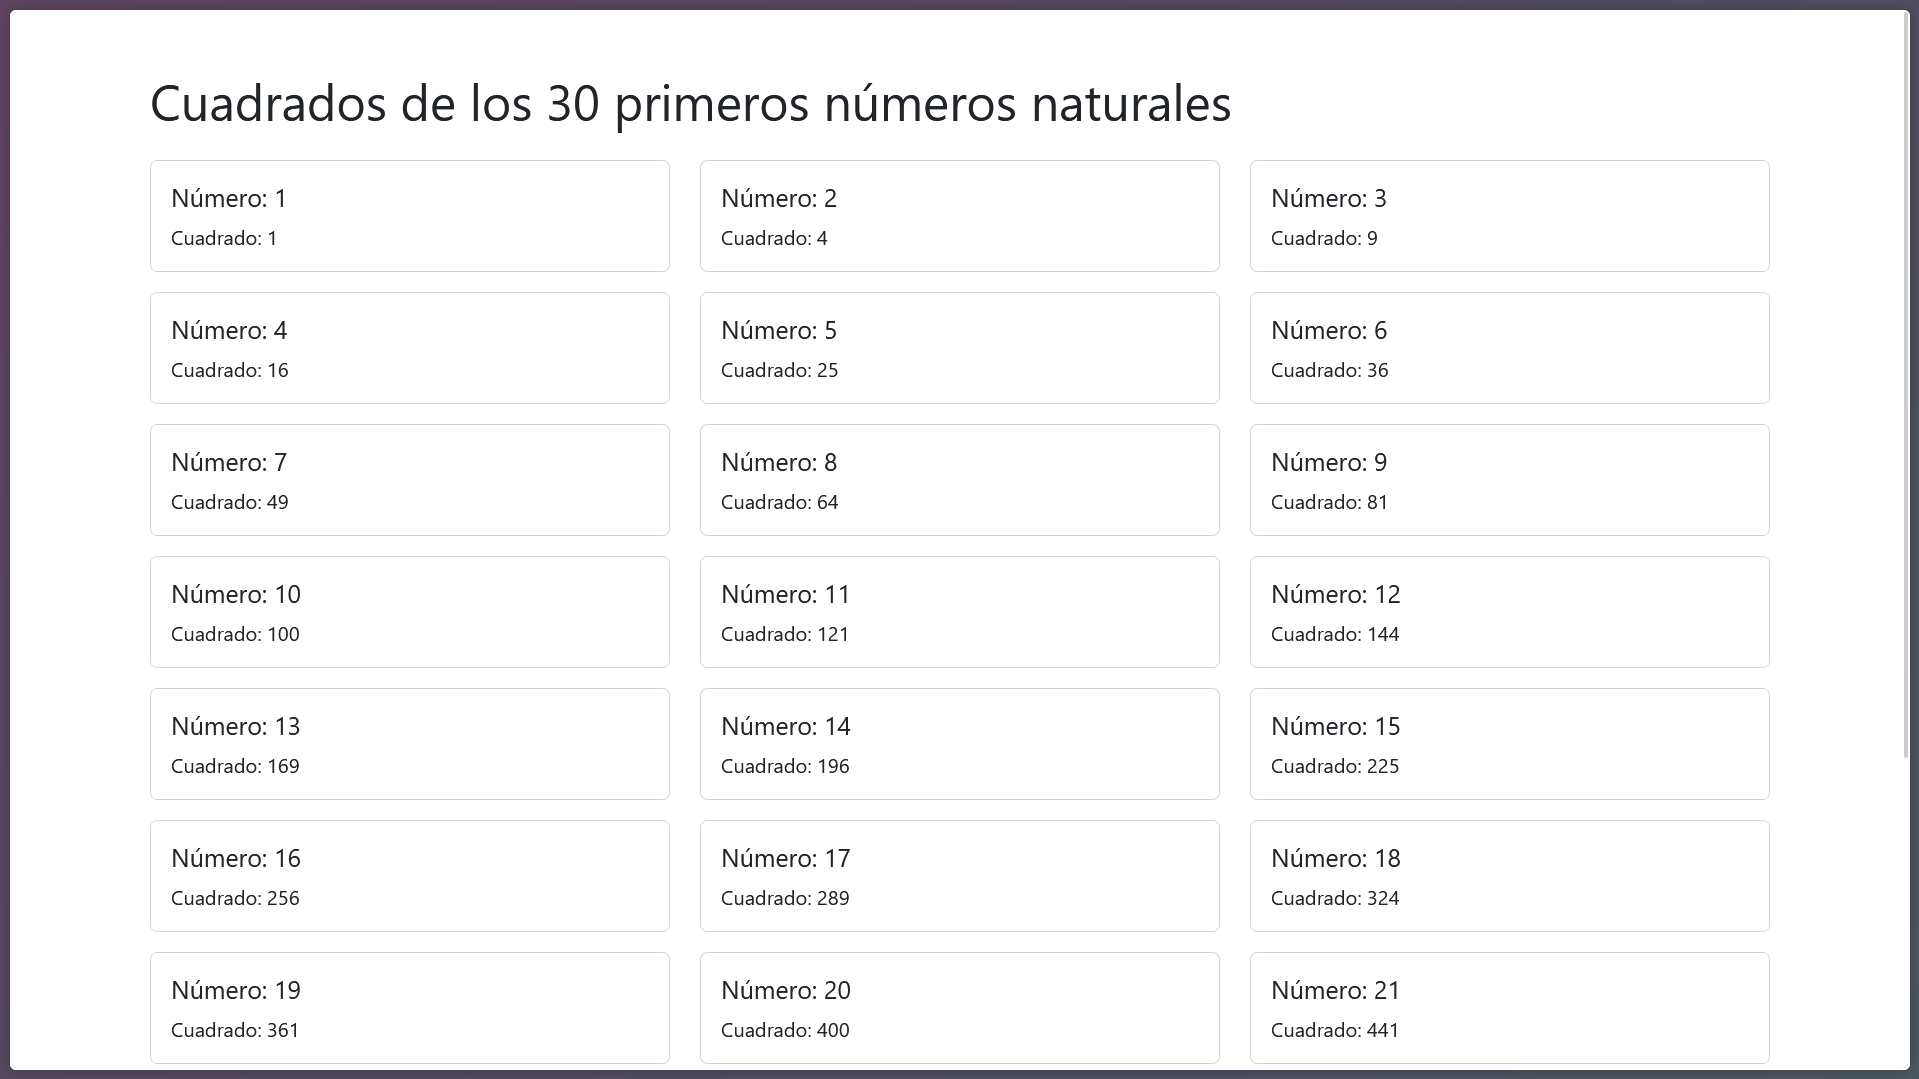 Cuadrados de los 30 primeros números naturales
Número: 1
Cuadrado: 1
Número: 2
Cuadrado: 4
Número: 3
Cuadrado: 9
Número: 4
Cuadrado: 16
Número: 5
Cuadrado: 25
Número: 6
Cuadrado: 36
Número: 7
Cuadrado: 49
Número: 8
Cuadrado: 64
Número: 9
Cuadrado: 81
Número: 10
Cuadrado: 100
Número: 11
Cuadrado: 121
Número: 12
Cuadrado: 144
Número: 13
Cuadrado: 169
Número: 14
Cuadrado: 196
Número: 15
Cuadrado: 225
Número: 16
Cuadrado: 256
Número: 17
Cuadrado: 289
Número: 18
Cuadrado: 324
Número: 19
Cuadrado: 361
Número: 20
Cuadrado: 400
Número: 21
Cuadrado: 441